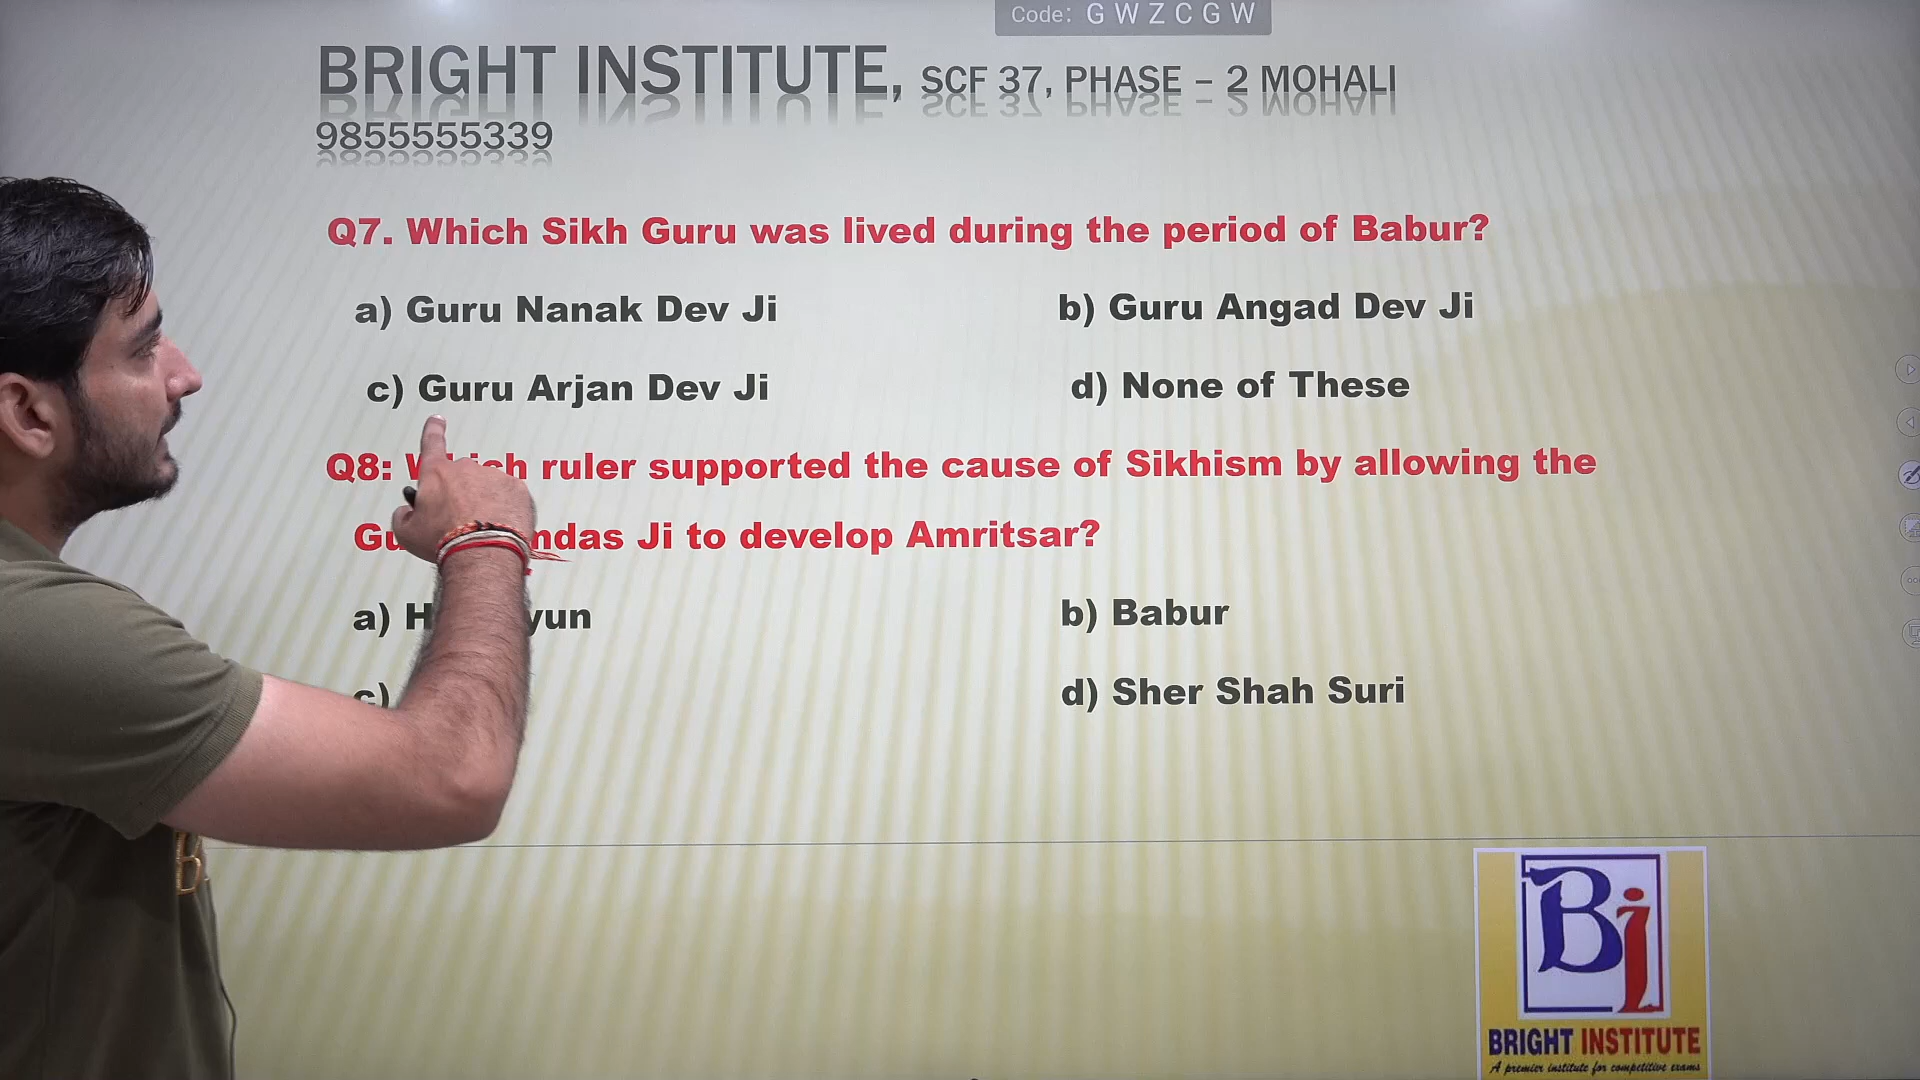 Code: G W Z C G W
BRIGHT INSTITUTE, SCF 37, PHASE – 2 MOHALI
9855555339
Q7. Which Sikh Guru was lived during the period of Babur?
a) Guru Nanak Dev Ji b) Guru Angad Dev Ji
c) Guru Arjan Dev Ji d) None of These
Q8: Which ruler supported the cause of Sikhism by allowing the
Ji to develop Amritsar?
a) b) Babur
c) d) Sher Shah Suri
Bi
BRIGHT INSTITUTE
A premier institute for competitive exams